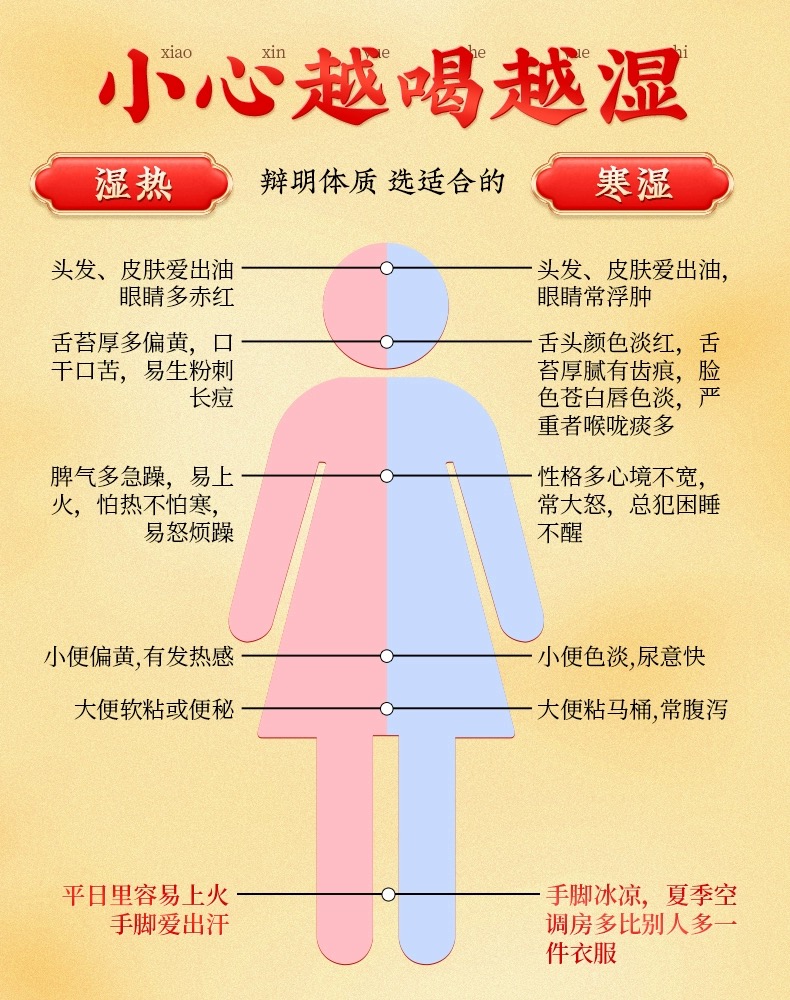 xiao xin yue he yue shi
小心越喝越湿
湿热
辩明体质 选适合的
寒湿
头发、皮肤爱出油
眼睛多赤红
头发、皮肤爱出油,
眼睛常浮肿
舌苔厚多偏黄，口
干口苦，易生粉刺
长痘
舌头颜色淡红，舌
苔厚腻有齿痕，脸
色苍白唇色淡，严
重者喉咙痰多
脾气多急躁，易上
火，怕热不怕寒，
易怒烦躁
性格多心境不宽，
常大怒，总犯困睡
不醒
小便偏黄,有发热感
小便色淡,尿意快
大便软粘或便秘
大便粘马桶,常腹泻
平日里容易上火
手脚爱出汗
手脚冰凉，夏季空
调房多比别人多一
件衣服